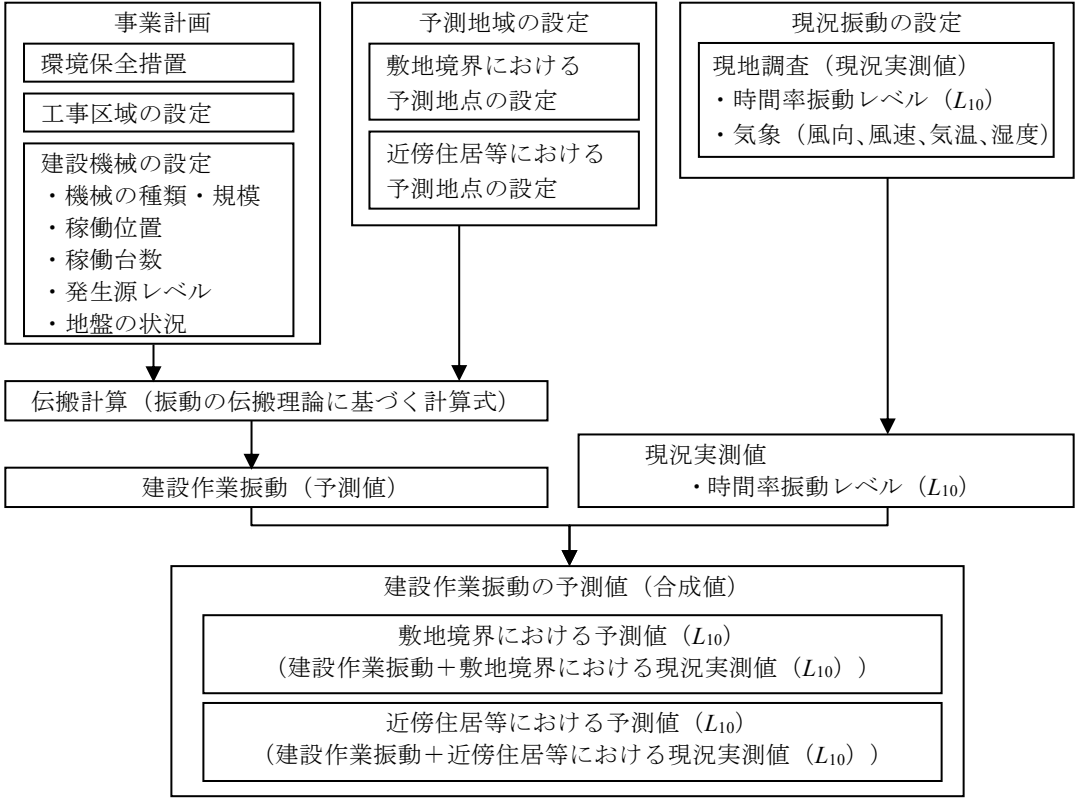 事業計画
環境保全措置
工事区域の設定
建設機械の設定
・機械の種類・規模
・稼働位置
・稼働台数
・発生源レベル
・地盤の状況
予測地域の設定
敷地境界における
予測地点の設定
近傍住居等における
予測地点の設定
現況振動の設定
現地調査（現況実測値）
・時間率振動レベル（L10）
・気象（風向、風速、気温、湿度）
伝搬計算（振動の伝搬理論に基づく計算式）
建設作業振動（予測値）
現況実測値
・時間率振動レベル（L10）
建設作業振動の予測値（合成値）
敷地境界における予測値（L10）
（建設作業振動＋敷地境界における現況実測値（L10））
近傍住居等における予測値（L10）
（建設作業振動＋近傍住居等における現況実測値（L10））